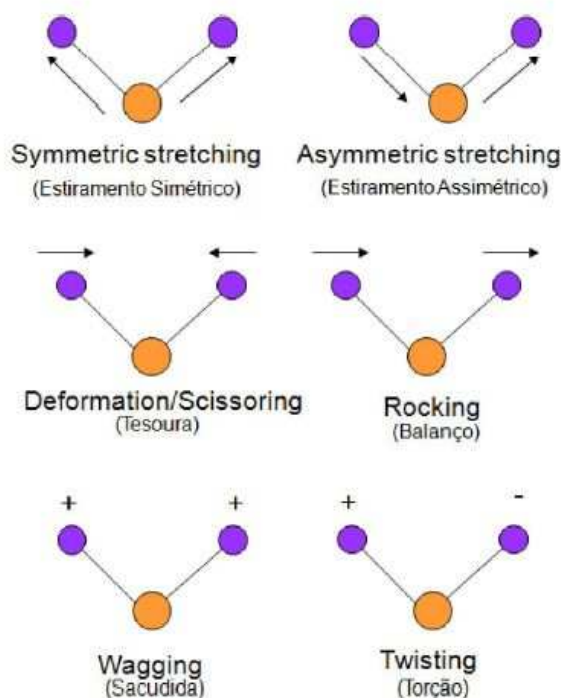 Symmetric stretching
(Estiramento Simétrico)
Asymmetric stretching
(Estiramento Assimétrico)
Deformation/Scissoring
(Tesoura)
Rocking
(Balanço)
+ +
Wagging
(Sacudida)
+ -
Twisting
(Torção)